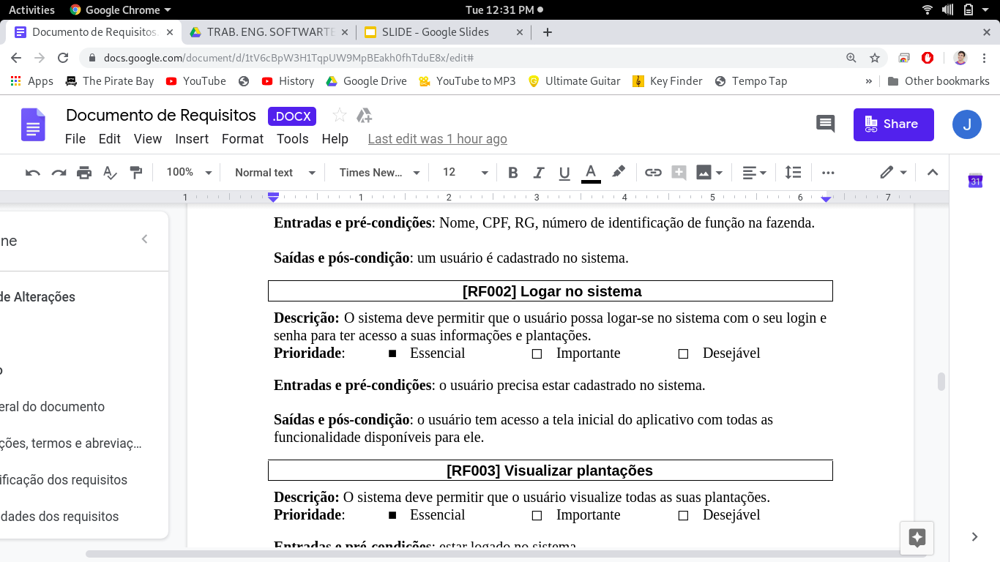 Activities Google Chrome Tue 12:31 PM
Documento de Requisitos. TRAB. ENG. SOFTWARTE SLIDE - Google Slides
docs.google.com/document/d/1tV6cBpW3H1TqpUW9MpBEakh0fhTduE8x/edit#
Apps The Pirate Bay YouTube History Google Drive YouTube to MP3 Ultimate Guitar Key Finder Tempo Tap » Other bookmarks
Documento de Requisitos .DOCX
Share J
File Edit View Insert Format Tools Help Last edit was 1 hour ago
100% Normal text Times New... 12 B I U A
31
1 1 2 3 4 5 6 7
ne
de Alterações
o
eral do documento
ções, termos e abreviaç…
ificação dos requisitos
dades dos requisitos
Entradas e pré-condições: Nome, CPF, RG, número de identificação de função na fazenda.
Saídas e pós-condição: um usuário é cadastrado no sistema.
[RF002] Logar no sistema
Descrição: O sistema deve permitir que o usuário possa logar-se no sistema com o seu login e
senha para ter acesso a suas informações e plantações.
Prioridade: ■ Essencial □ Importante □ Desejável
Entradas e pré-condições: o usuário precisa estar cadastrado no sistema.
Saídas e pós-condição: o usuário tem acesso a tela inicial do aplicativo com todas as
funcionalidade disponíveis para ele.
[RF003] Visualizar plantações
Descrição: O sistema deve permitir que o usuário visualize todas as suas plantações.
Prioridade: ■ Essencial □ Importante □ Desejável
Entradas e pré-condições: estar logado no sistema